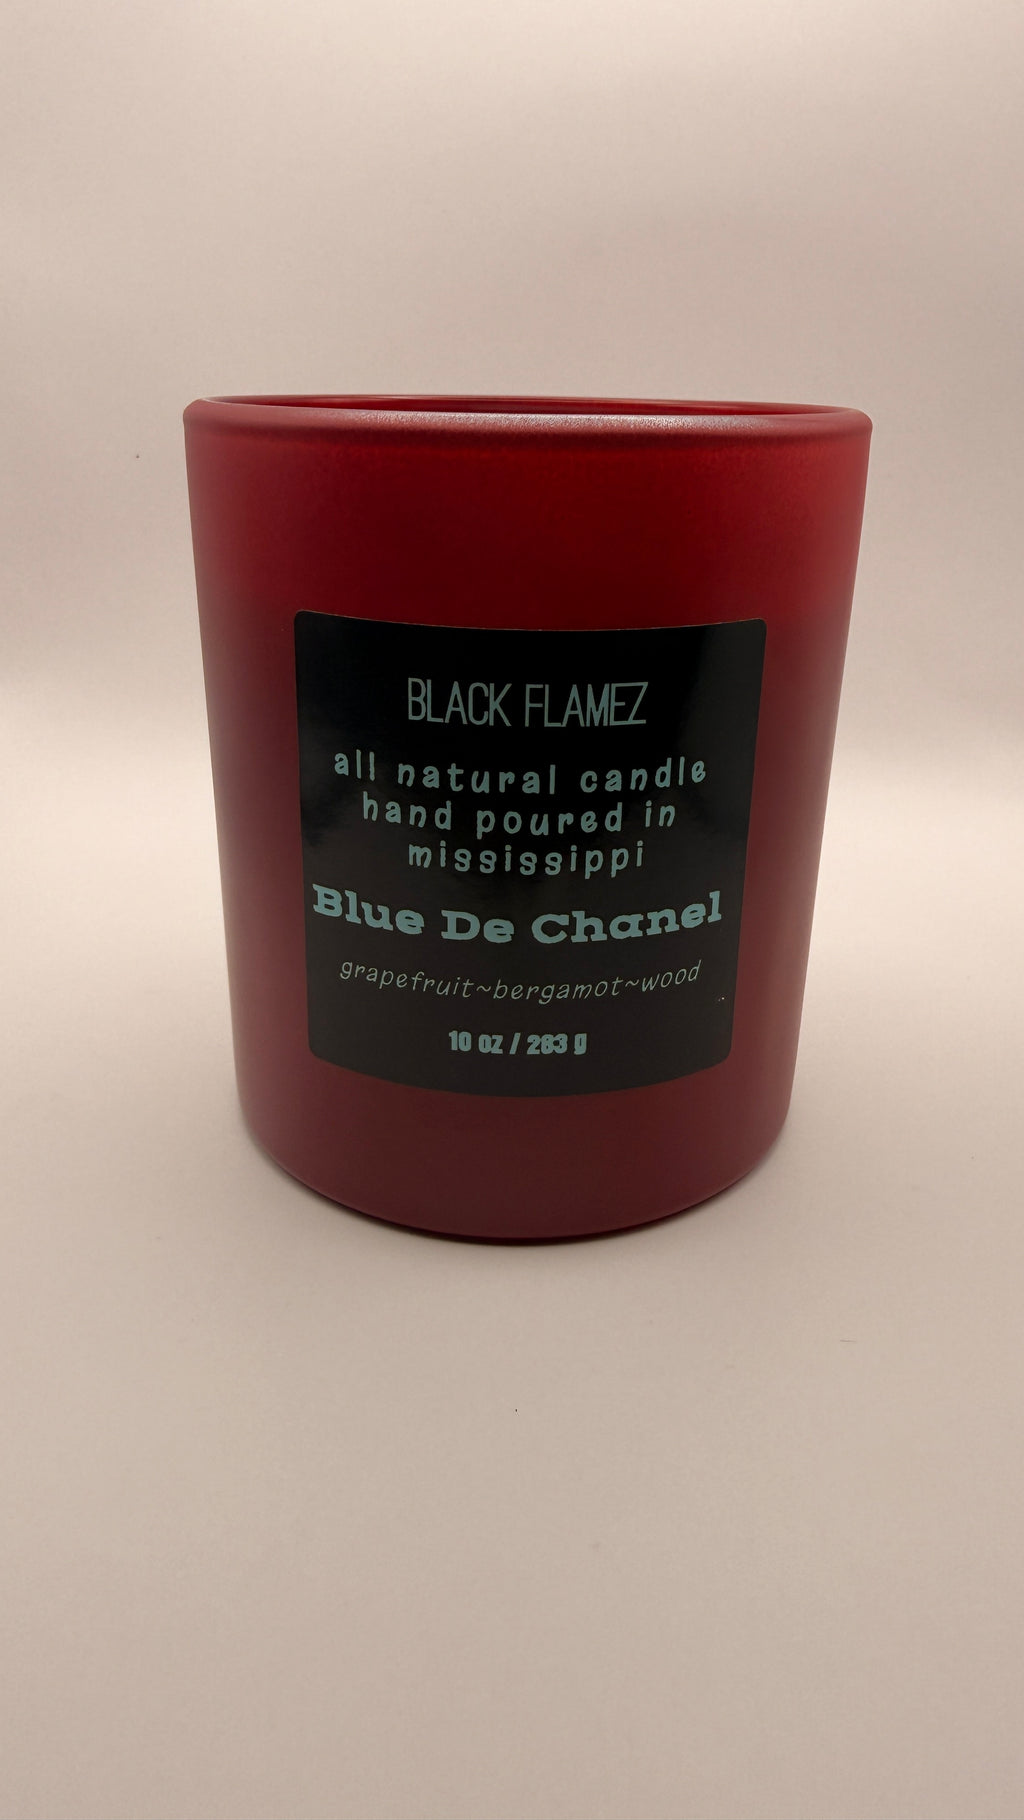 BLACK FLAMEZ
all natural candle
hand poured in
mississippi
Blue De Chanel
grapefruit~bergamot~wood
10 oz / 283 g